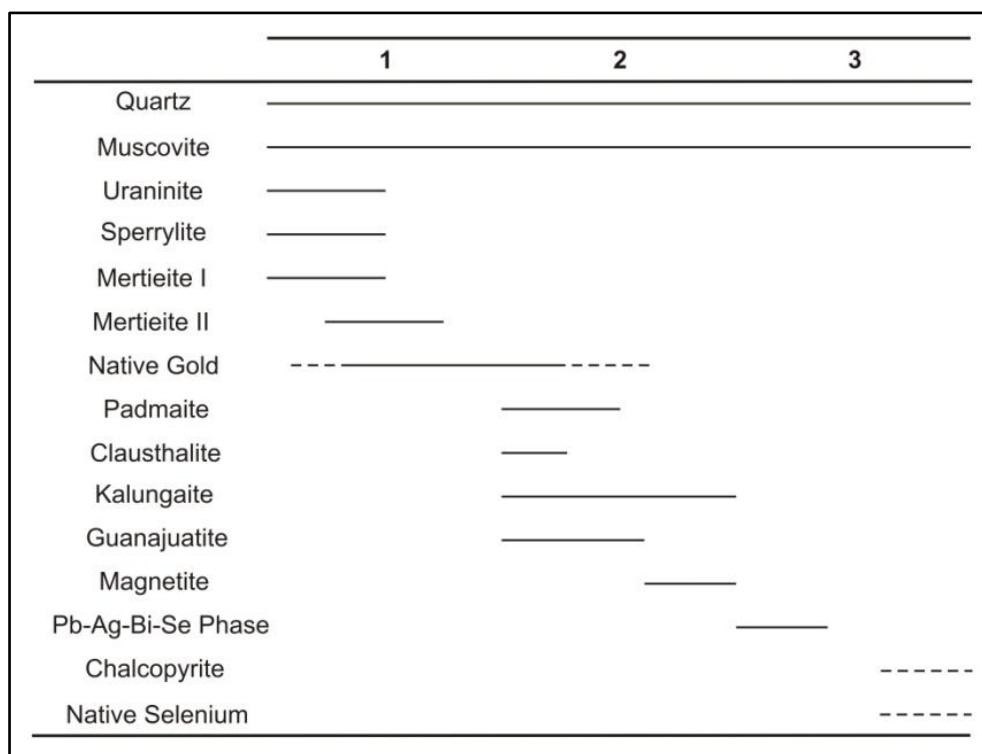 1 2 3
Quartz
Muscovite
Uraninite
Sperrylite
Mertieite I
Mertieite II
Native Gold
Padmaite
Clausthalite
Kalungaite
Guanajuatite
Magnetite
Pb-Ag-Bi-Se Phase
Chalcopyrite
Native Selenium